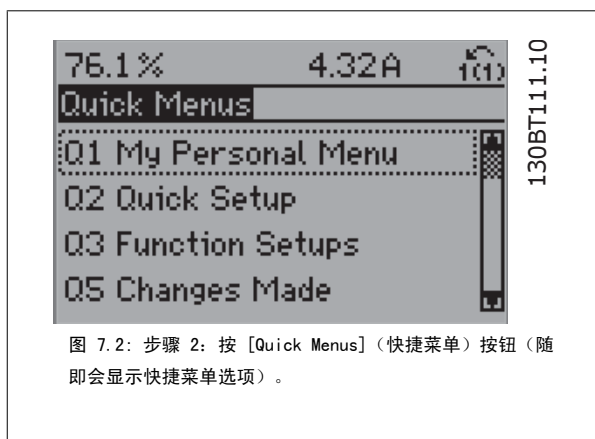 76.1% 4.32A 1(1)
Quick Menus
Q1 My Personal Menu
Q2 Quick Setup
Q3 Function Setups
Q5 Changes Made
130BT111.10
图 7.2: 步骤 2：按 [Quick Menus]（快捷菜单）按钮（随
即会显示快捷菜单选项）。